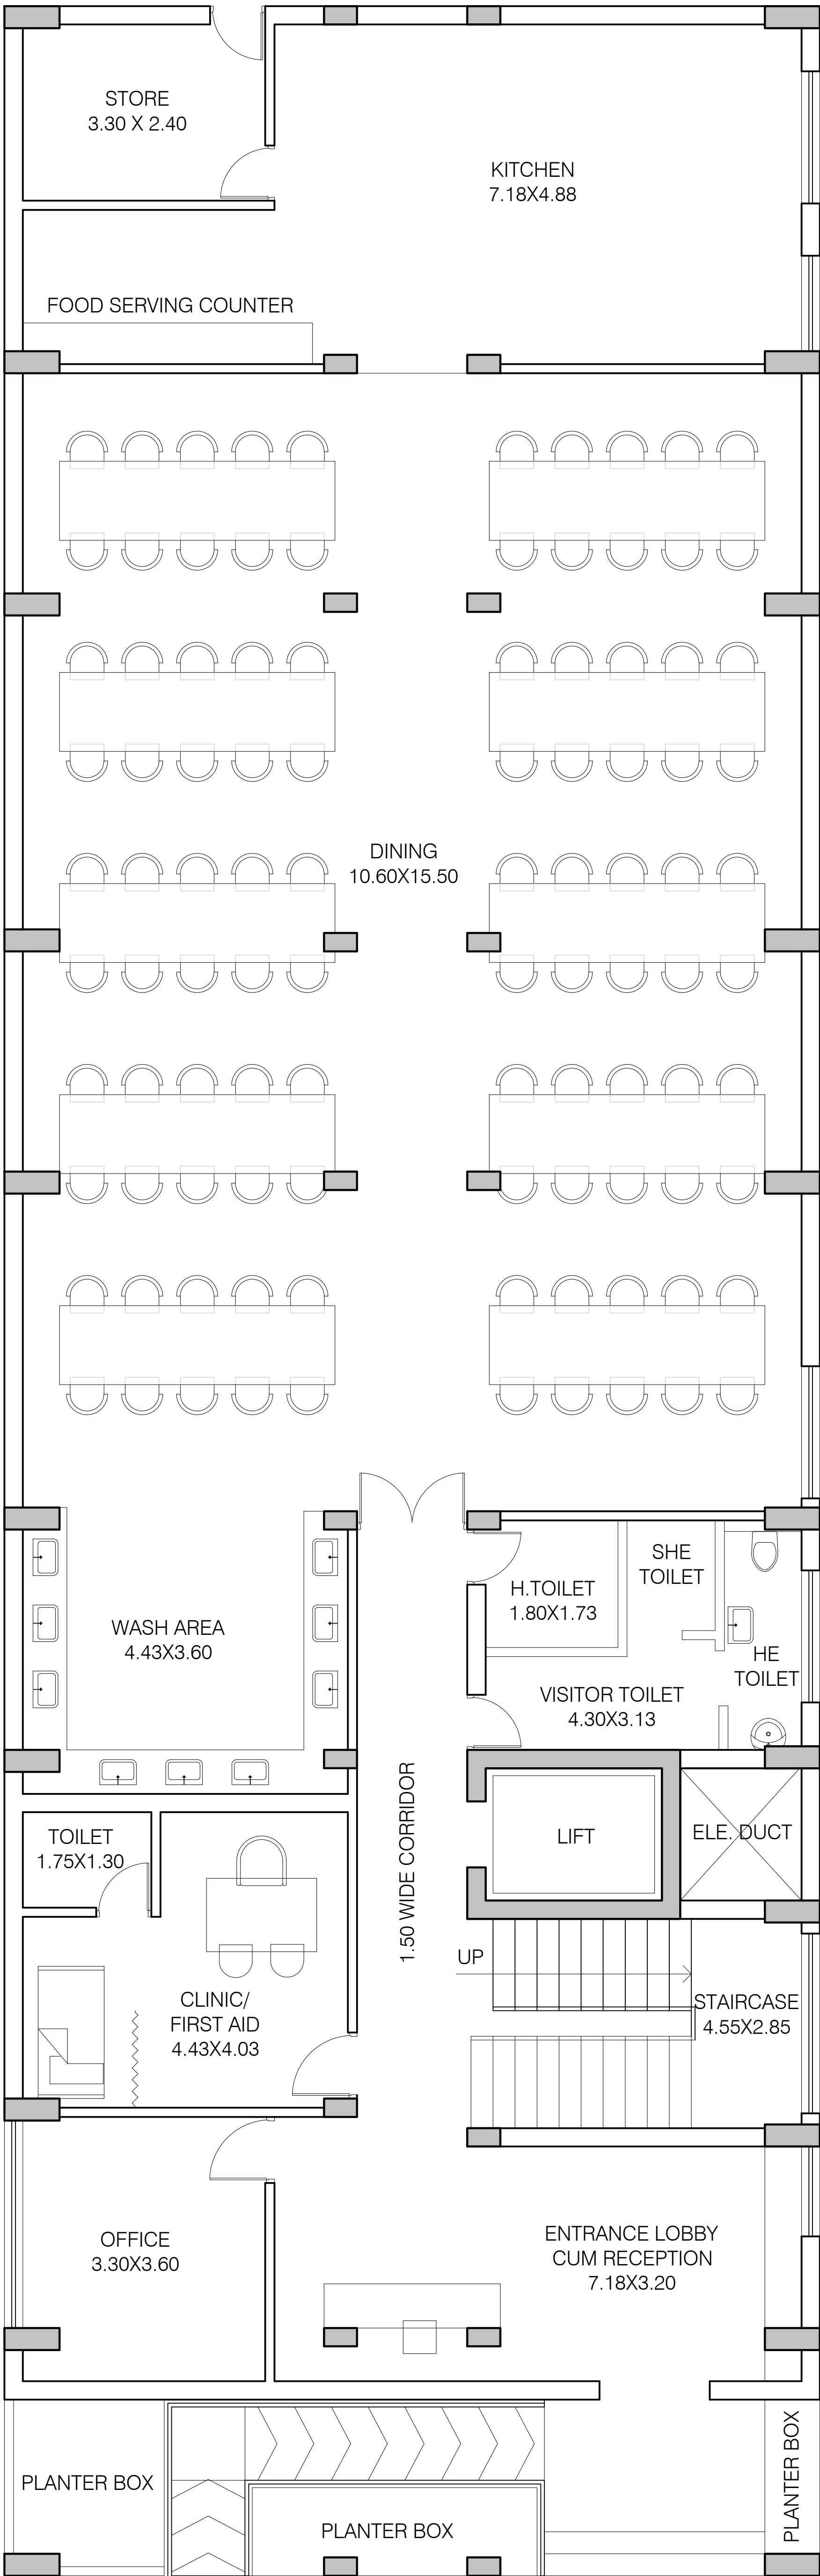 STORE
3.30 X 2.40
KITCHEN
7.18X4.88
FOOD SERVING COUNTER
DINING
10.60X15.50
SHE
TOILET
H.TOILET
1.80X1.73
WASH AREA
4.43X3.60
HE
TOILET
VISITOR TOILET
4.30X3.13
1.50 WIDE CORRIDOR
LIFT
ELE. DUCT
TOILET
1.75X1.30
UP
CLINIC/
FIRST AID
4.43X4.03
STAIRCASE
4.55X2.85
OFFICE
3.30X3.60
ENTRANCE LOBBY
CUM RECEPTION
7.18X3.20
PLANTER BOX
PLANTER BOX
PLANTER BOX